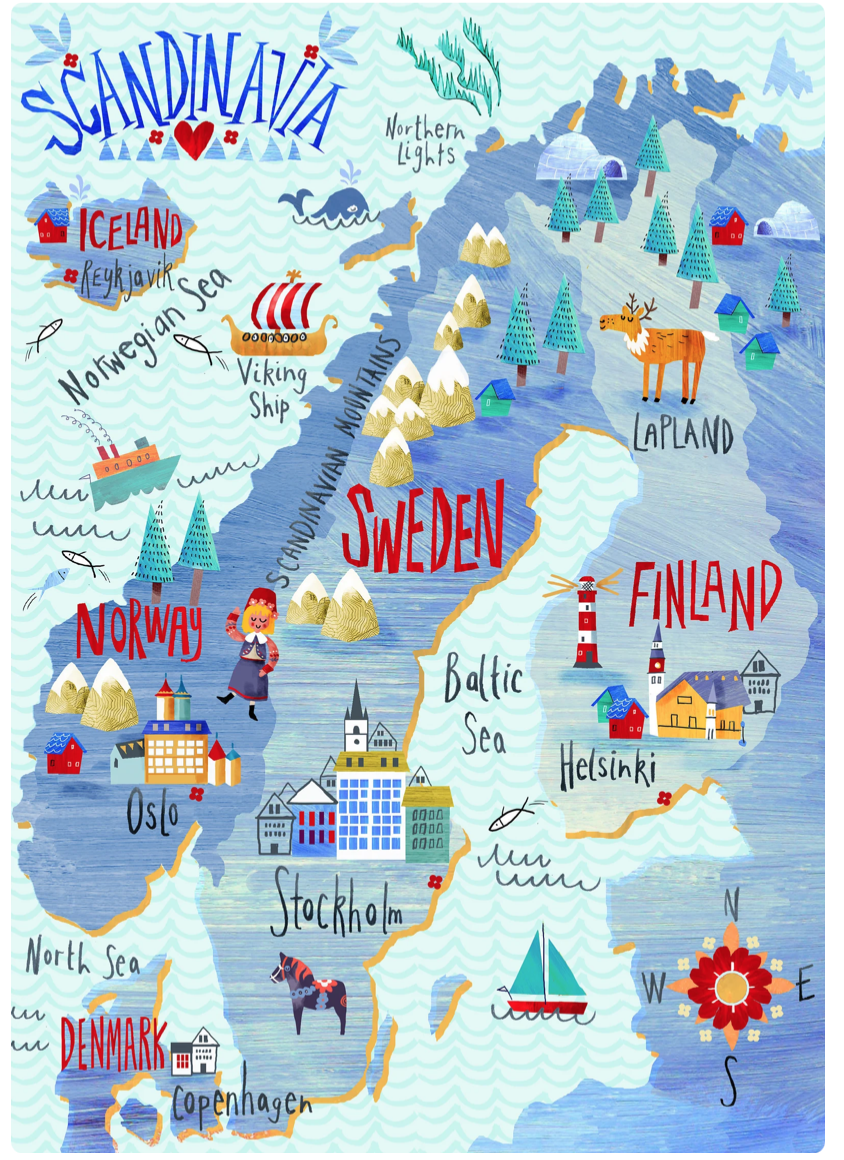 SCANDINAVIA
Northern
Lights
ICELAND
Reykjavik
Norwegian Sea
Viking
Ship
SCANDINAVIAN MOUNTAINS
LAPLAND
SWEDEN
FINLAND
NORWAY
Baltic
Sea
Helsinki
Oslo
Stockholm
North Sea
N
W
E
S
DENMARK
Copenhagen